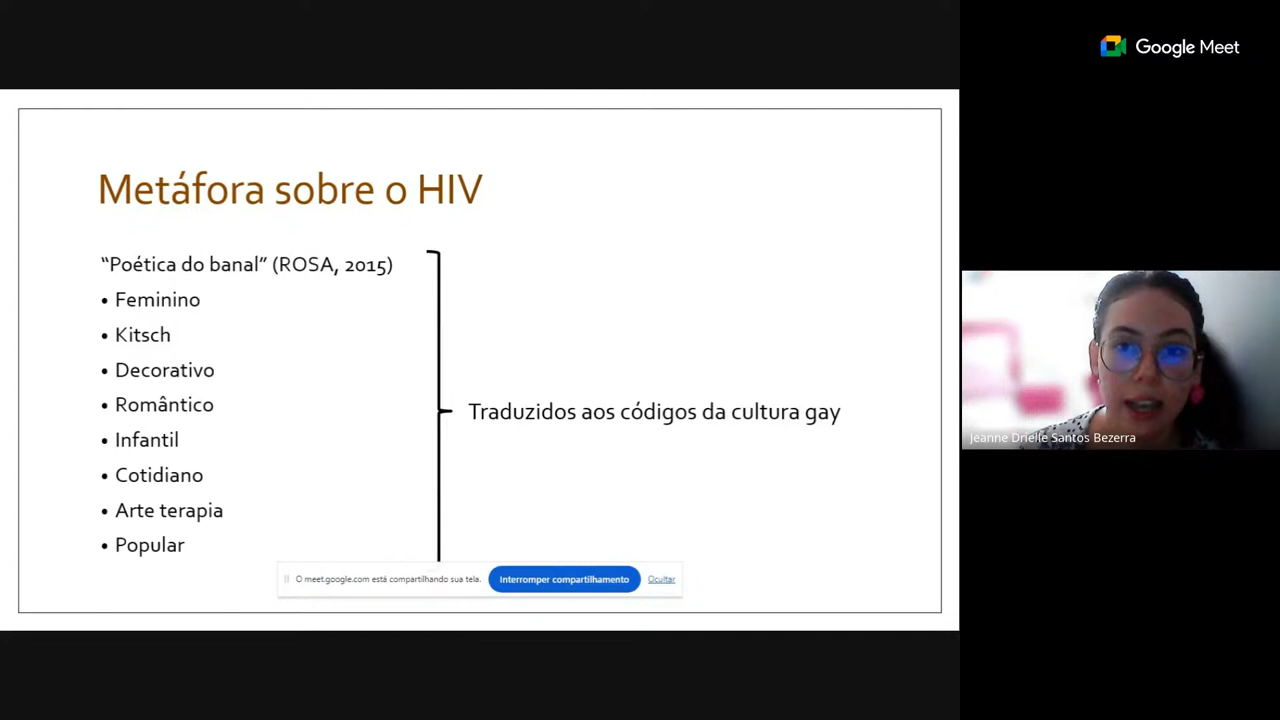 Google Meet
Metáfora sobre o HIV
“Poética do banal” (ROSA, 2015)
• Feminino
• Kitsch
• Decorativo
• Romântico
• Infantil
• Cotidiano
• Arte terapia
• Popular
Traduzidos aos códigos da cultura gay
O meet.google.com está compartilhando sua tela.
Interromper compartilhamento
Ocultar
Jeanne Drielle Santos Bezerra